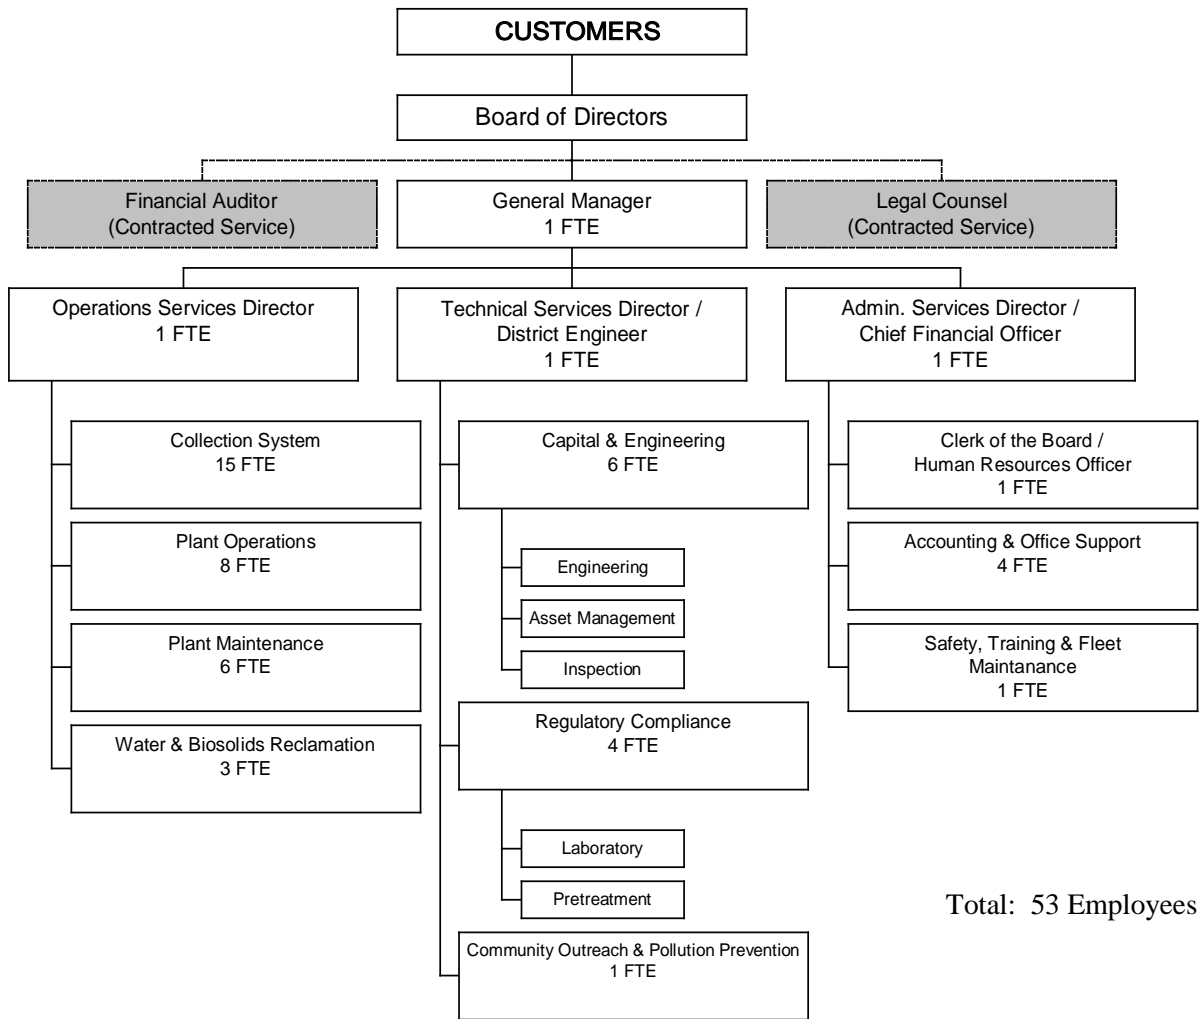 CUSTOMERS
Board of Directors
Financial Auditor
(Contracted Service)
General Manager
1 FTE
Legal Counsel
(Contracted Service)
Operations Services Director
1 FTE
Technical Services Director /
District Engineer
1 FTE
Admin. Services Director /
Chief Financial Officer
1 FTE
Collection System
15 FTE
Plant Operations
8 FTE
Plant Maintenance
6 FTE
Water & Biosolids Reclamation
3 FTE
Capital & Engineering
6 FTE
Engineering
Asset Management
Inspection
Regulatory Compliance
4 FTE
Laboratory
Pretreatment
Community Outreach & Pollution Prevention
1 FTE
Clerk of the Board /
Human Resources Officer
1 FTE
Accounting & Office Support
4 FTE
Safety, Training & Fleet
Maintanance
1 FTE
Total: 53 Employees